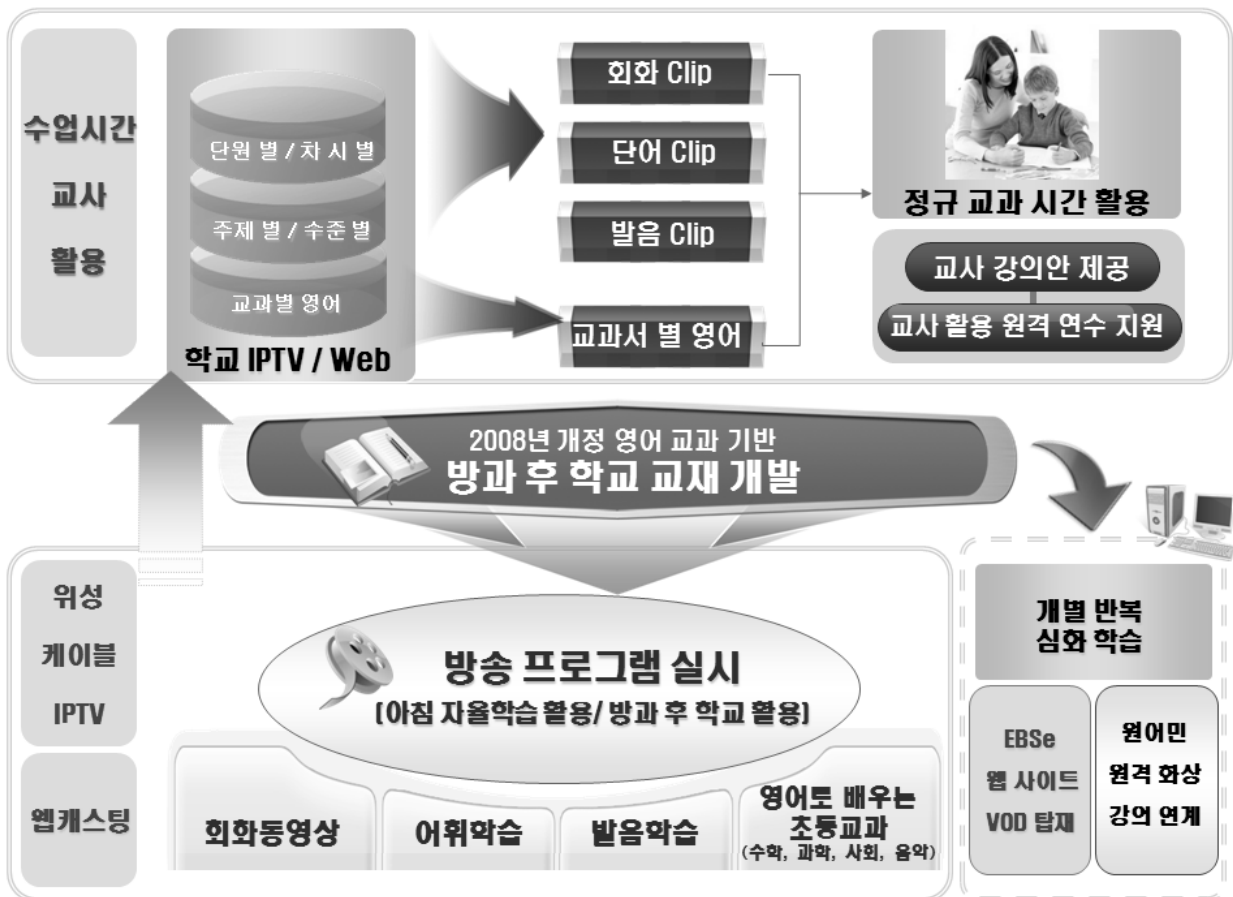 수업시간
교사
활용
단원 별 / 차 시 별
주제 별 / 수준 별
교과별 영어
학교 IPTV / Web
회화 Clip
단어 Clip
발음 Clip
교과서 별 영어
정규 교과 시간 활용
교사 강의안 제공
교사 활용 원격 연수 지원
2008년 개정 영어 교과 기반
방과 후 학교 교재 개발
위성
케이블
IPTV
웹캐스팅
방송 프로그램 실시
(아침 자율학습 활용/ 방과 후 학교 활용)
회화동영상
어휘학습
발음학습
영어로 배우는
초등교과
(수학, 과학, 사회, 음악)
개별 반복
심화 학습
EBSe
웹 사이트
VOD 탑재
원어민
원격 화상
강의 연계